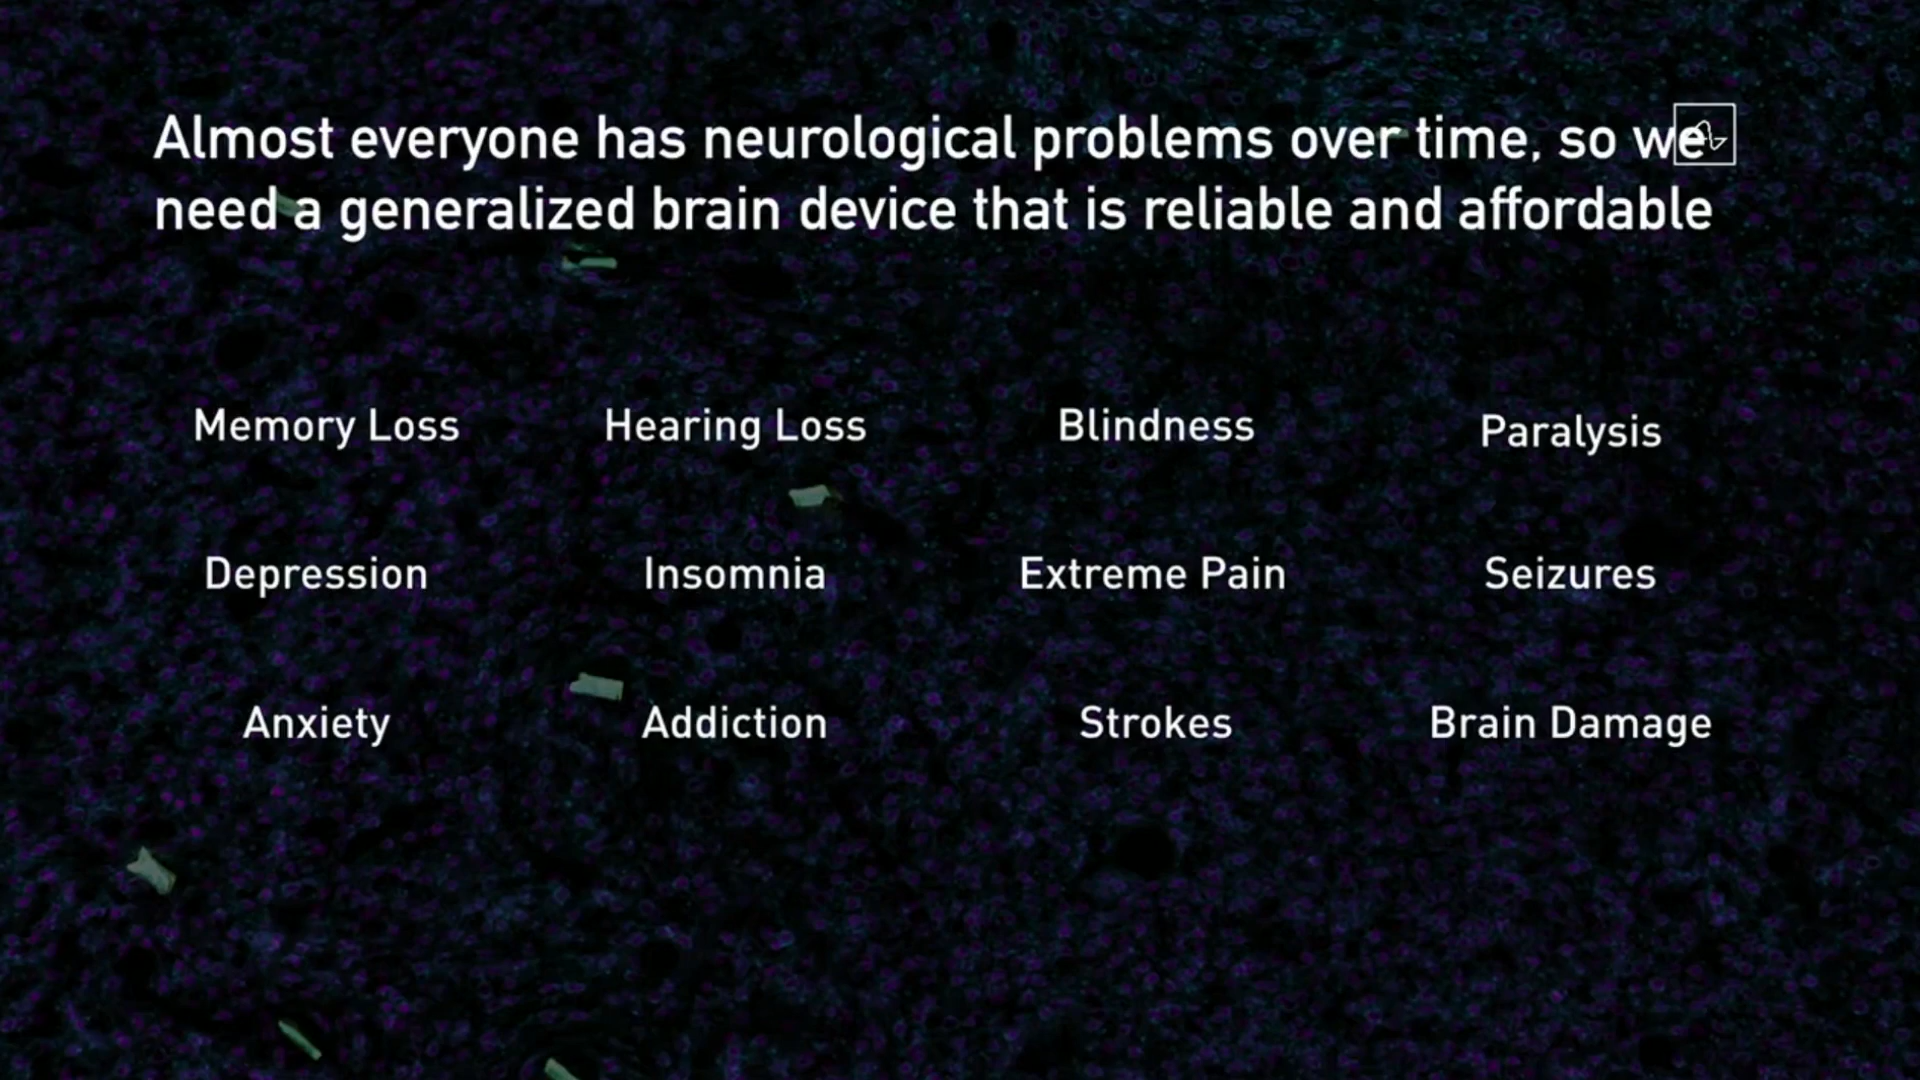 Almost everyone has neurological problems over time, so we
need a generalized brain device that is reliable and affordable
Memory Loss Hearing Loss Blindness Paralysis
Depression Insomnia Extreme Pain Seizures
Anxiety Addiction Strokes Brain Damage